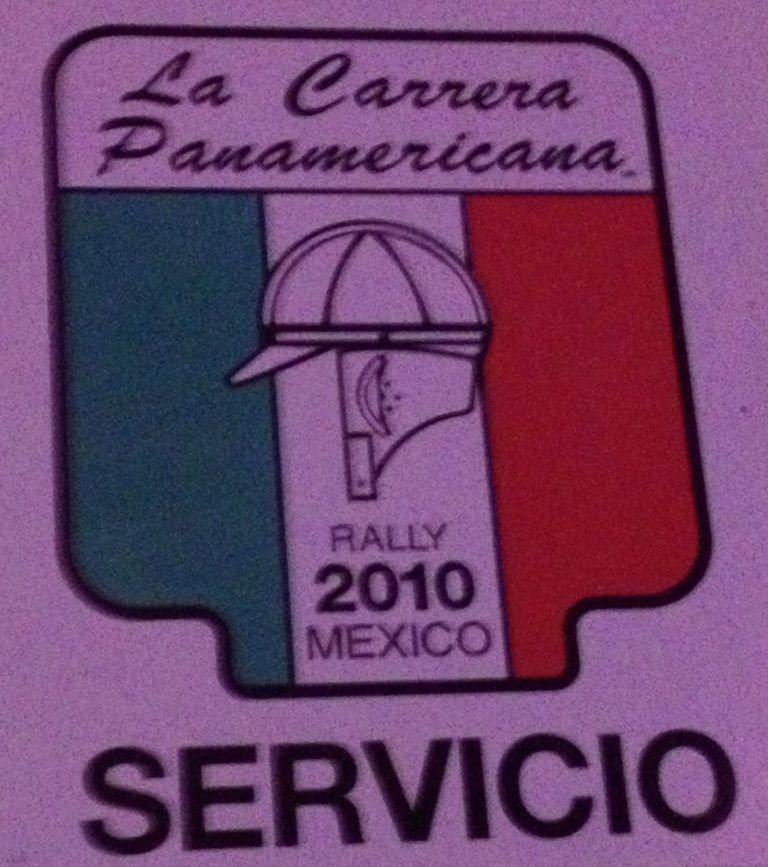 La Carrera
Panamericana
RALLY
2010
MEXICO
SERVICIO